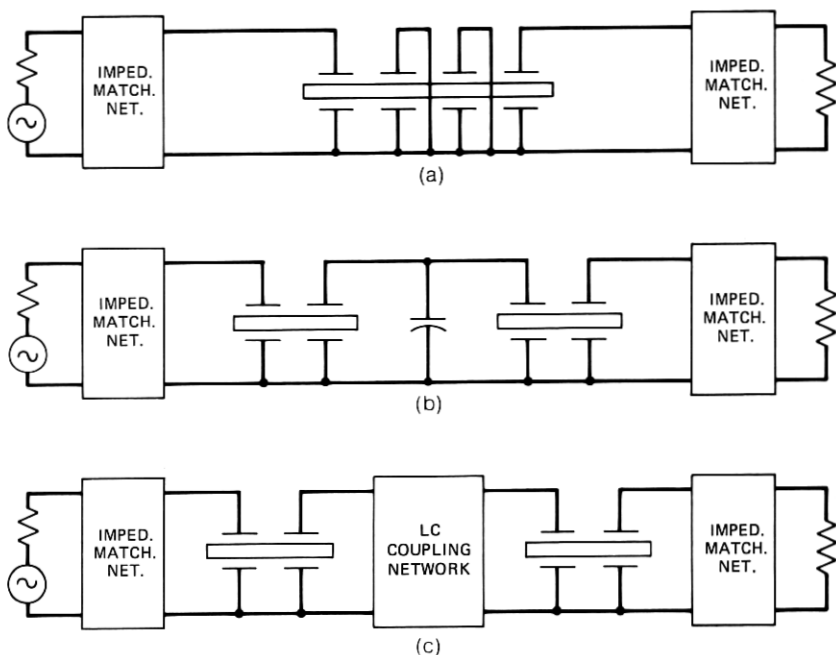 IMPED.
MATCH.
NET.
IMPED.
MATCH.
NET.
(a)
IMPED.
MATCH.
NET.
IMPED.
MATCH.
NET.
(b)
IMPED.
MATCH.
NET.
LC
COUPLING
NETWORK
IMPED.
MATCH.
NET.
(c)